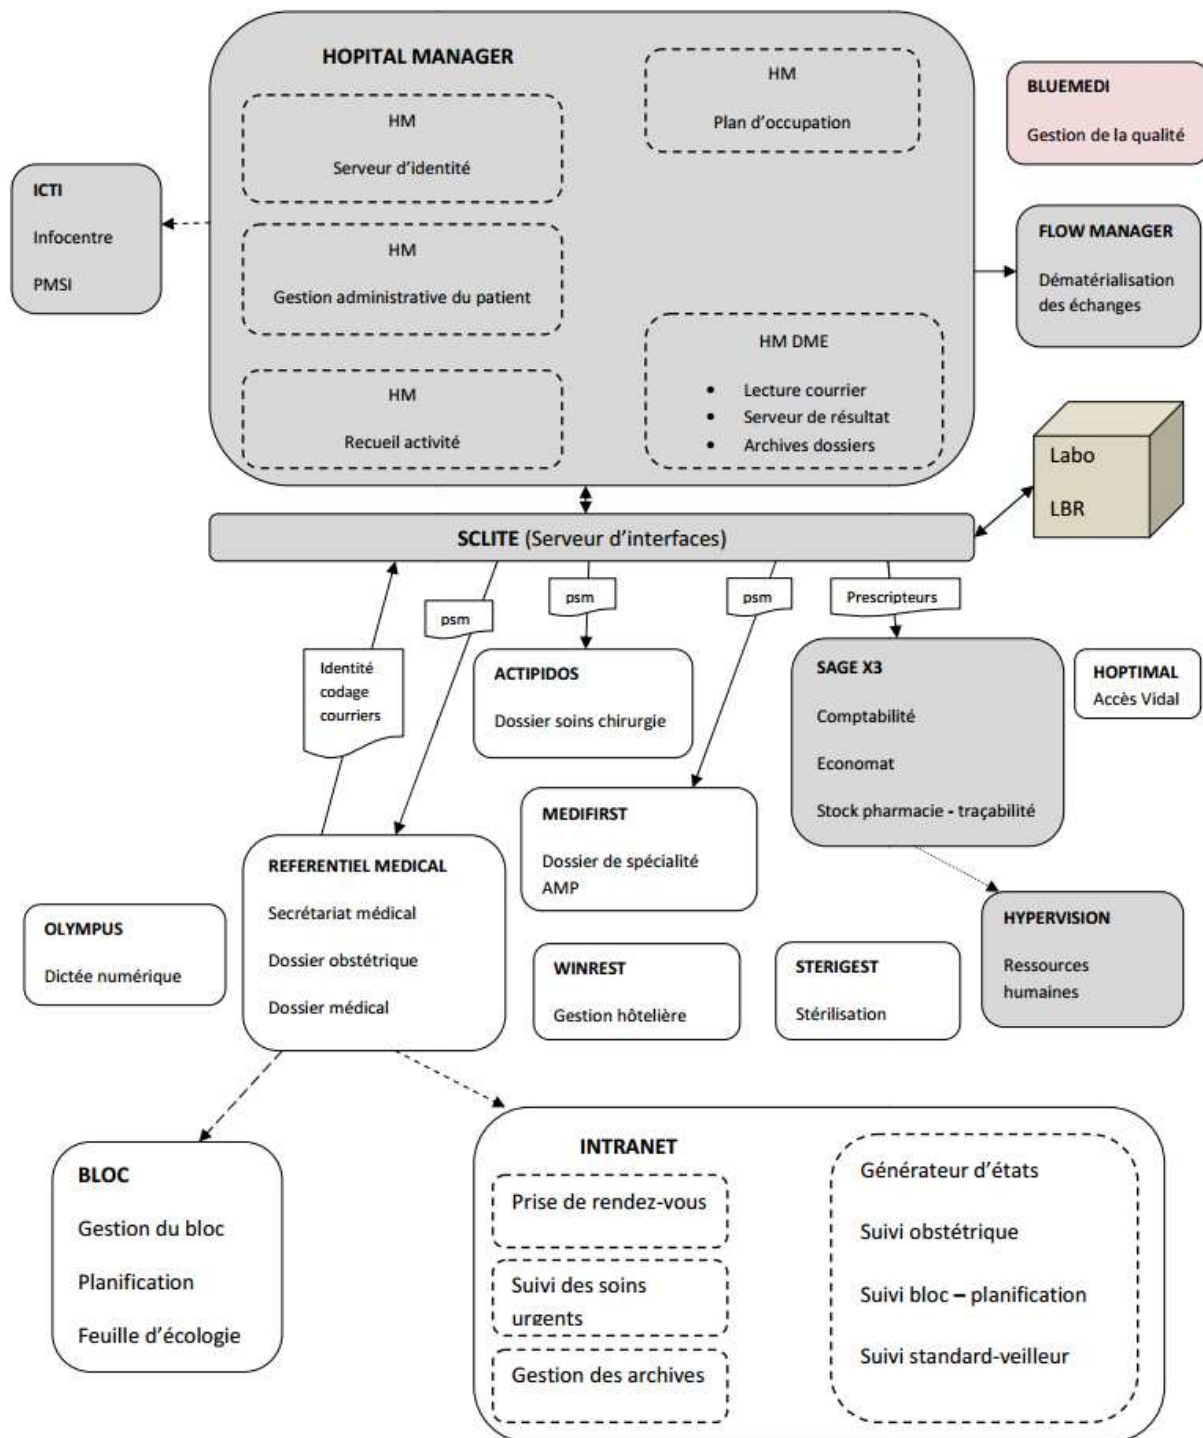 HOPITAL MANAGER
HM
Serveur d'identité
HM
Plan d'occupation
HM
Gestion administrative du patient
HM
Recueil activité
HM DME
• Lecture courrier
• Serveur de résultat
• Archives dossiers
BLUEMEDI
Gestion de la qualité
ICTI
Infocentre
PMSI
FLOW MANAGER
Dématérialisation
des échanges
Labo
LBR
SCLITE (Serveur d'interfaces)
Identité
codage
courriers
psm
psm
psm
Prescripteurs
ACTIPIDOS
Dossier soins chirurgie
SAGE X3
Comptabilité
Economat
Stock pharmacie - traçabilité
HOPTIMAL
Accès Vidal
MEDIFIRST
Dossier de spécialité
AMP
REFERENTIEL MEDICAL
Secrétariat médical
Dossier obstétrique
Dossier médical
OLYMPUS
Dictée numérique
WINREST
Gestion hôtelière
STERIGEST
Stérilisation
HYPERVISION
Ressources
humaines
BLOC
Gestion du bloc
Planification
Feuille d'écologie
INTRANET
Prise de rendez-vous
Suivi des soins
urgents
Gestion des archives
Générateur d'états
Suivi obstétrique
Suivi bloc – planification
Suivi standard-veilleur